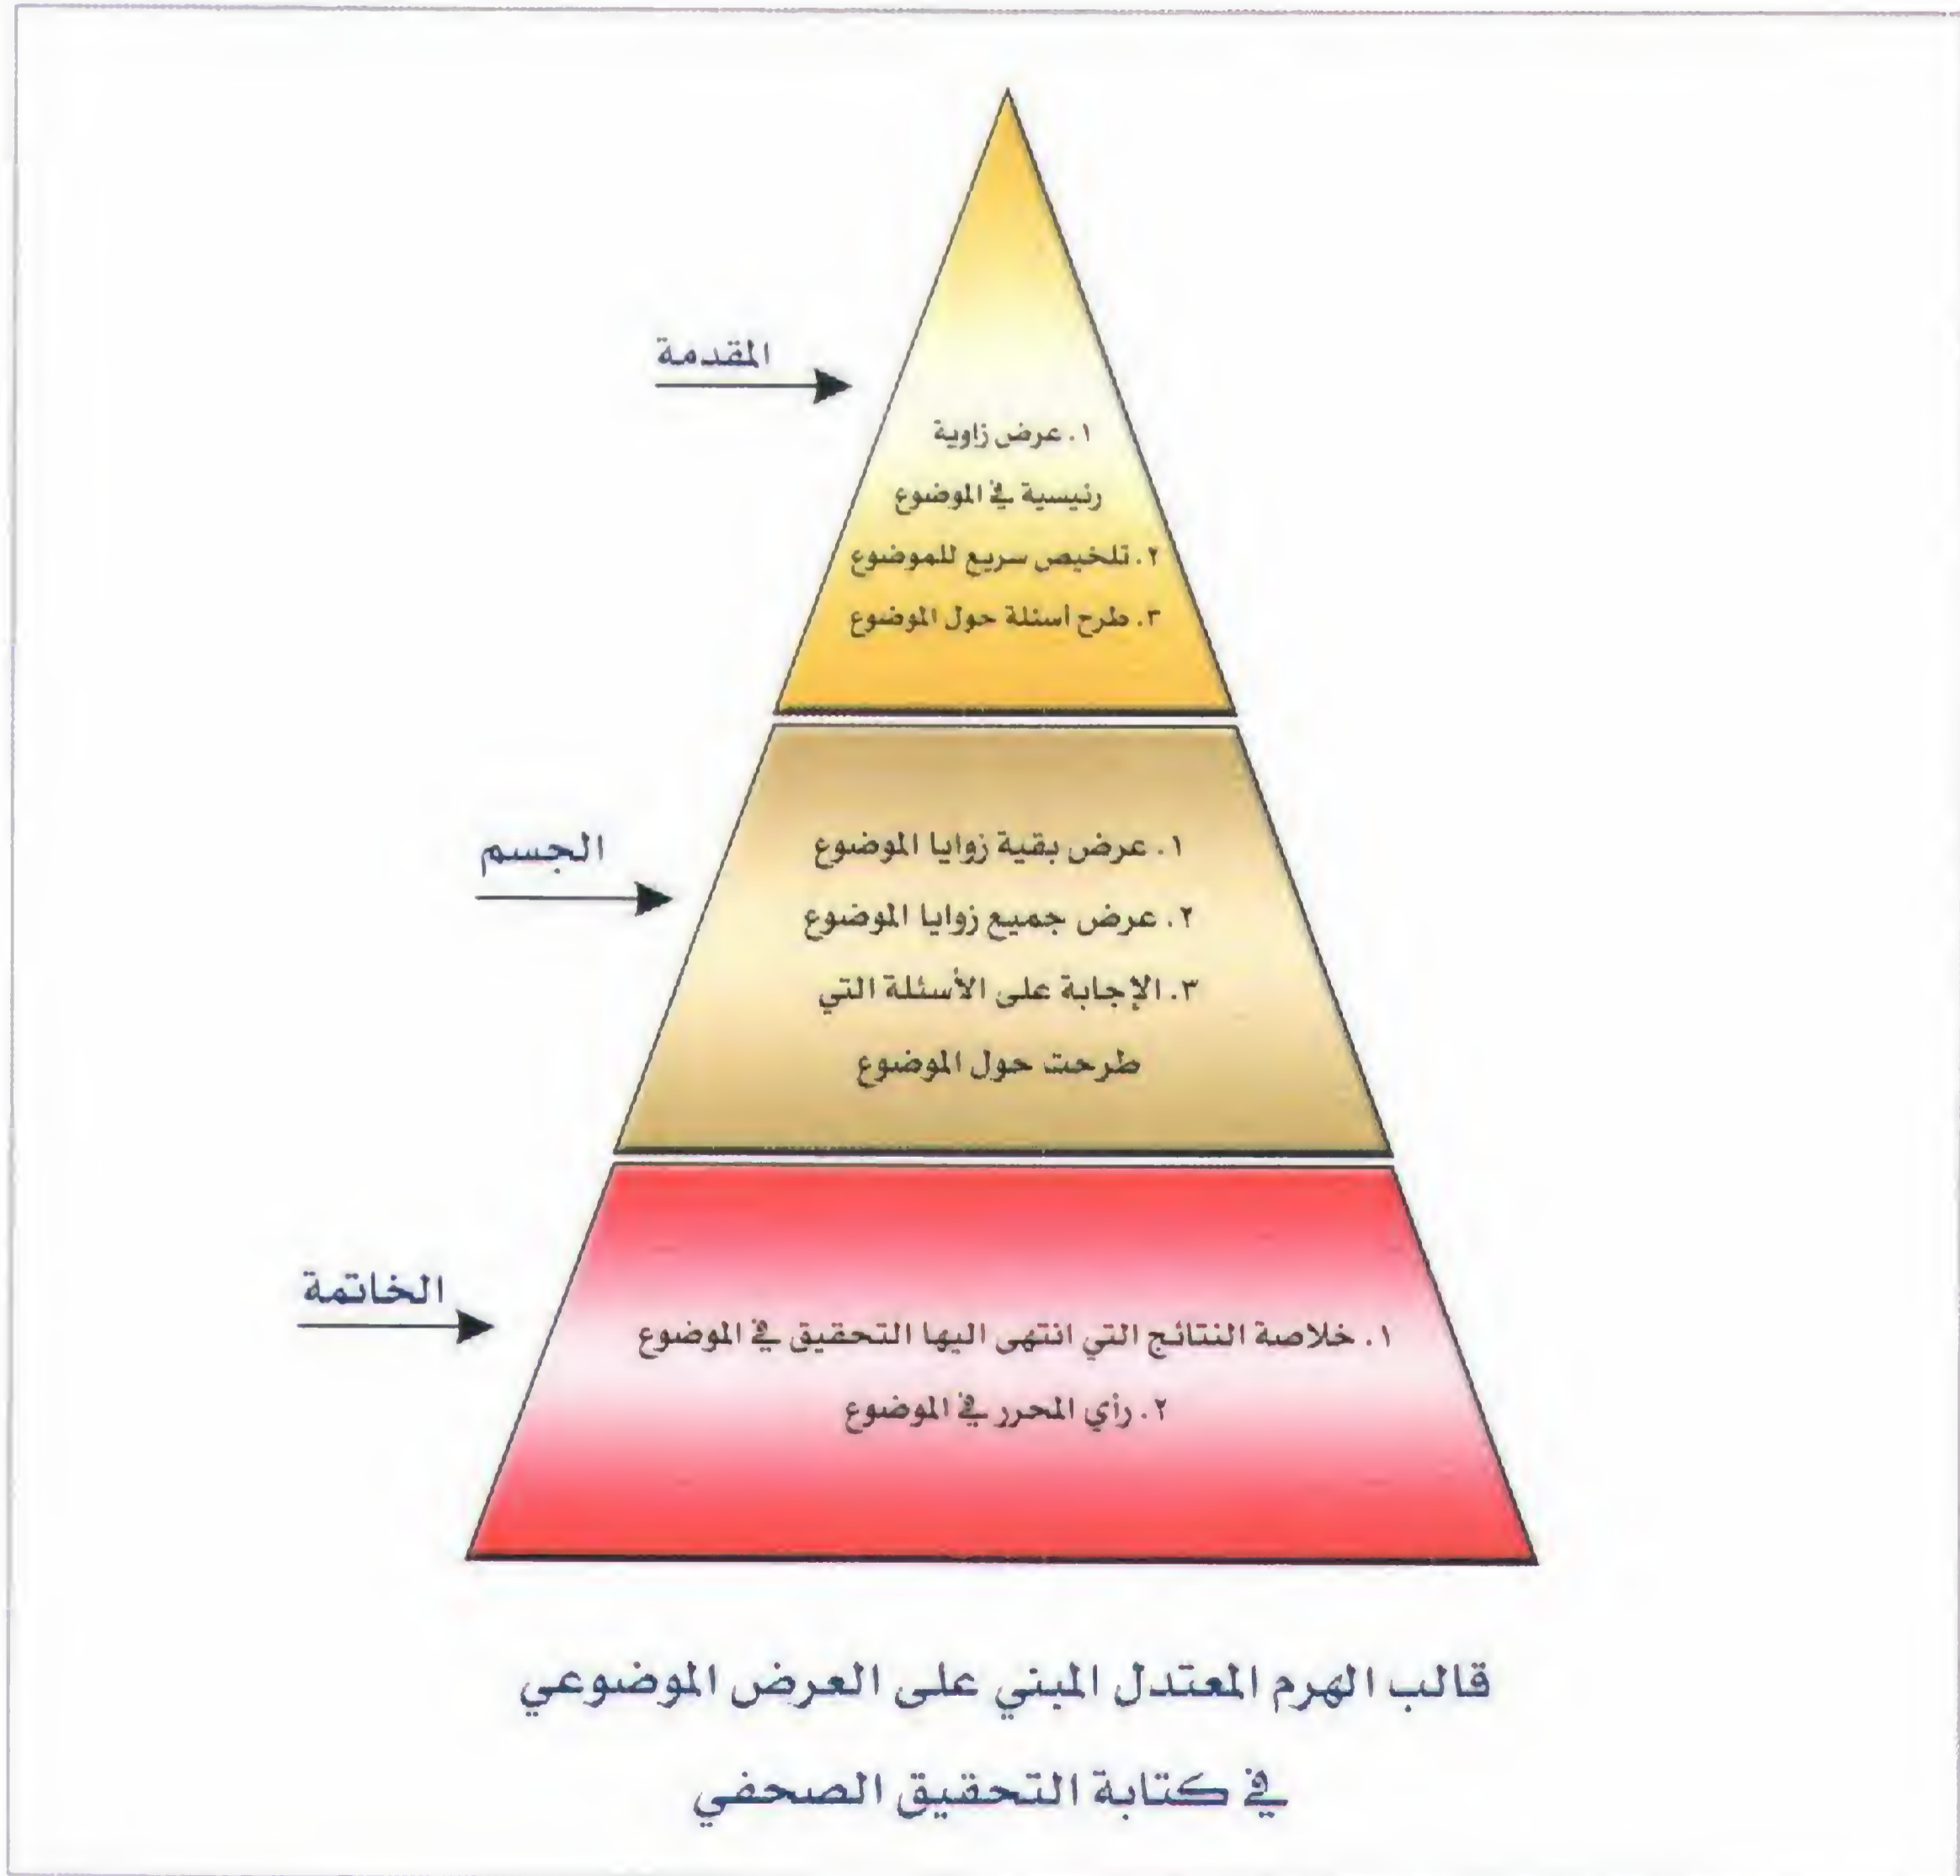 المقدمة
١. عرض زاوية
رئيسية في الموضوع
٢. تلخيص سريع للموضوع
٣. طرح أسئلة حول الموضوع
الجسم
١. عرض بقية زوايا الموضوع
٢. عرض جميع زوايا الموضوع
٣. الإجابة على الأسئلة التي
طرحت حول الموضوع
الخاتمة
١. خلاصة النتائج التي انتهى اليها التحقيق في الموضوع
٢. رأي المحرر في الموضوع
قالب الهرم المعتدل المبني على العرض الموضوعي
في كتابة التحقيق الصحفي